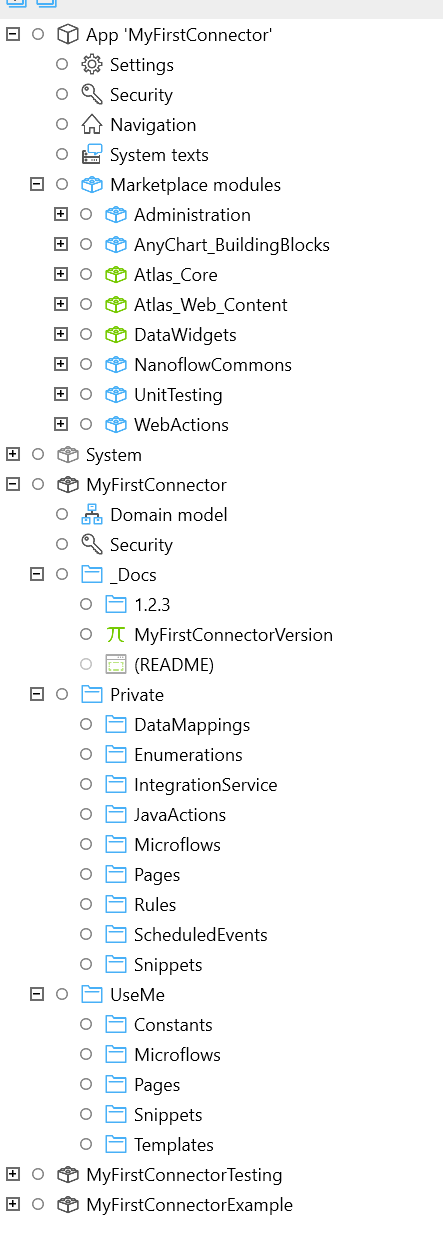 App 'MyFirstConnector'
Settings
Security
Navigation
System texts
Marketplace modules
Administration
AnyChart_BuildingBlocks
Atlas_Core
Atlas_Web_Content
DataWidgets
NanoflowCommons
UnitTesting
WebActions
System
MyFirstConnector
Domain model
Security
_Docs
1.2.3
MyFirstConnectorVersion
(README)
Private
DataMappings
Enumerations
IntegrationService
JavaActions
Microflows
Pages
Rules
ScheduledEvents
Snippets
UseMe
Constants
Microflows
Pages
Snippets
Templates
MyFirstConnectorTesting
MyFirstConnectorExample